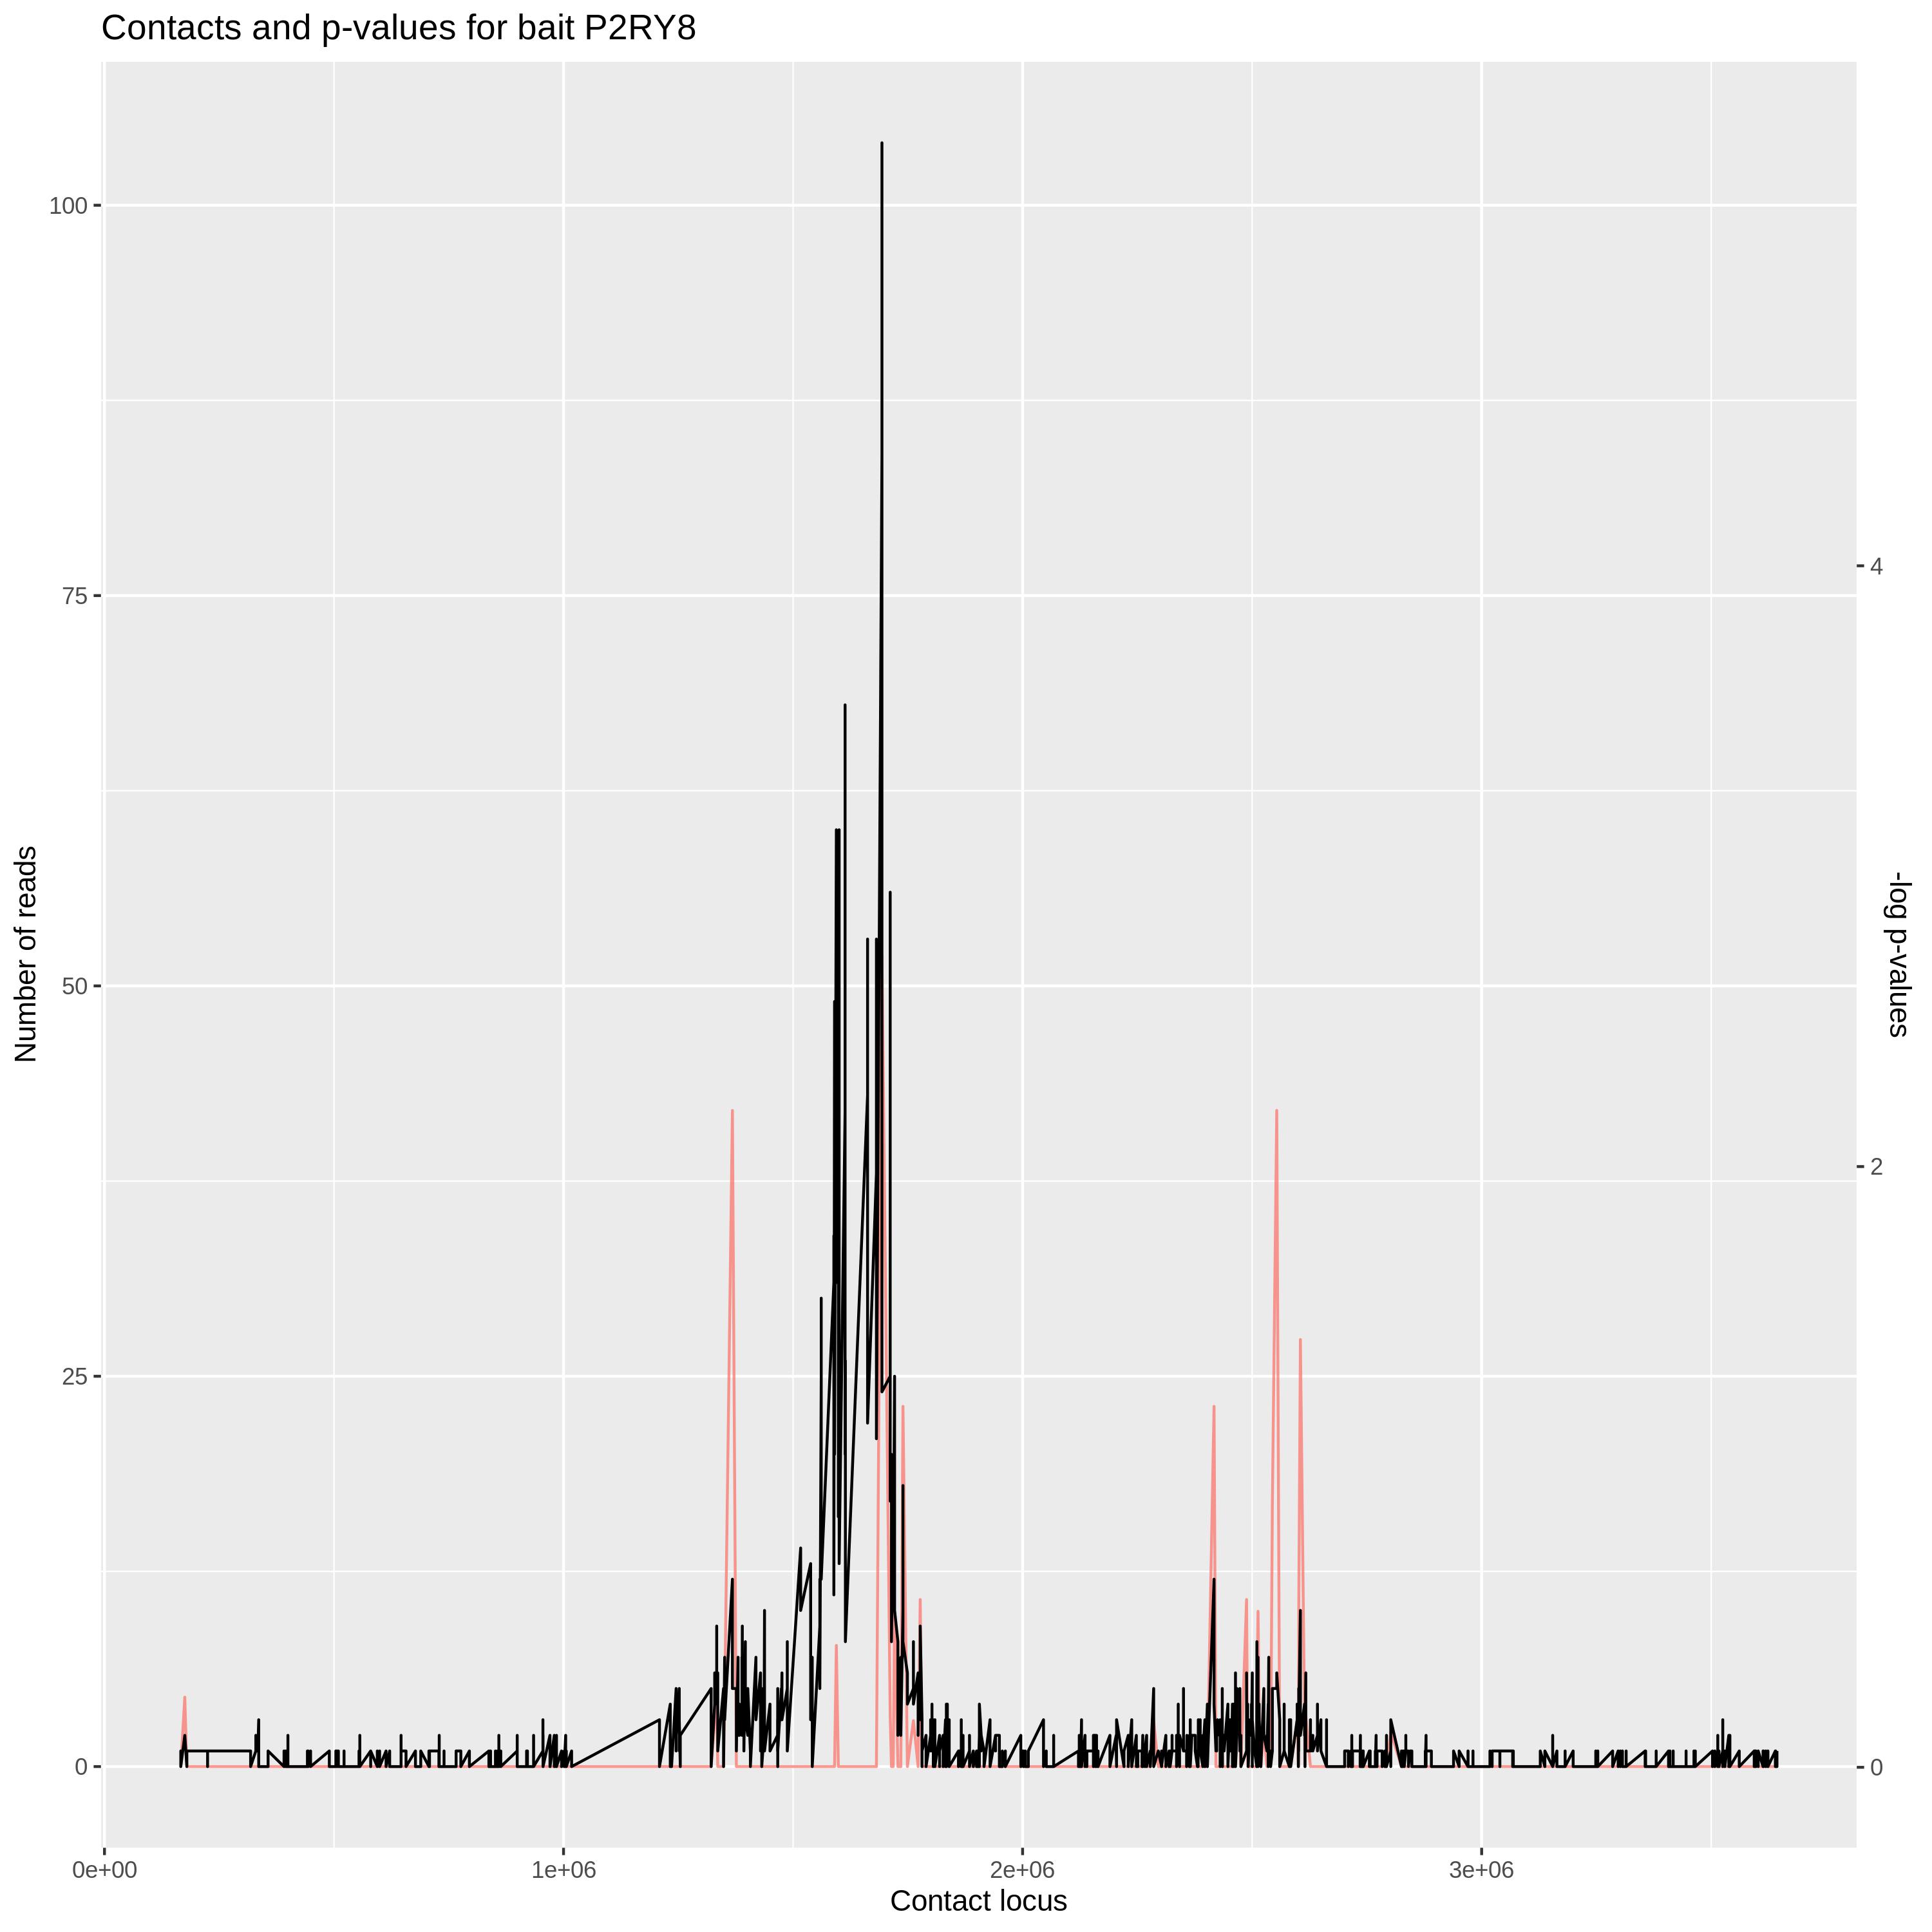 Contacts and p-values for bait P2RY8
100
75
50
25
0
Number of reads
4
2
0
-log p-values
0e+00 1e+06 2e+06 3e+06
Contact locus